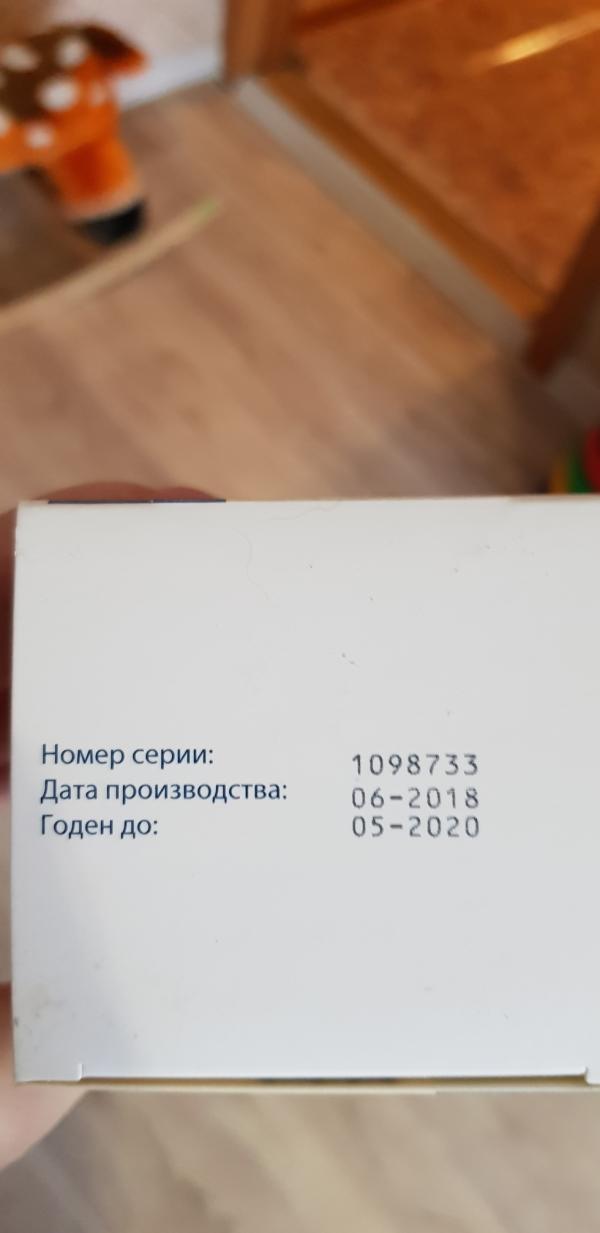 Номер серии: 1098733
Дата производства: 06-2018
Годен до: 05-2020